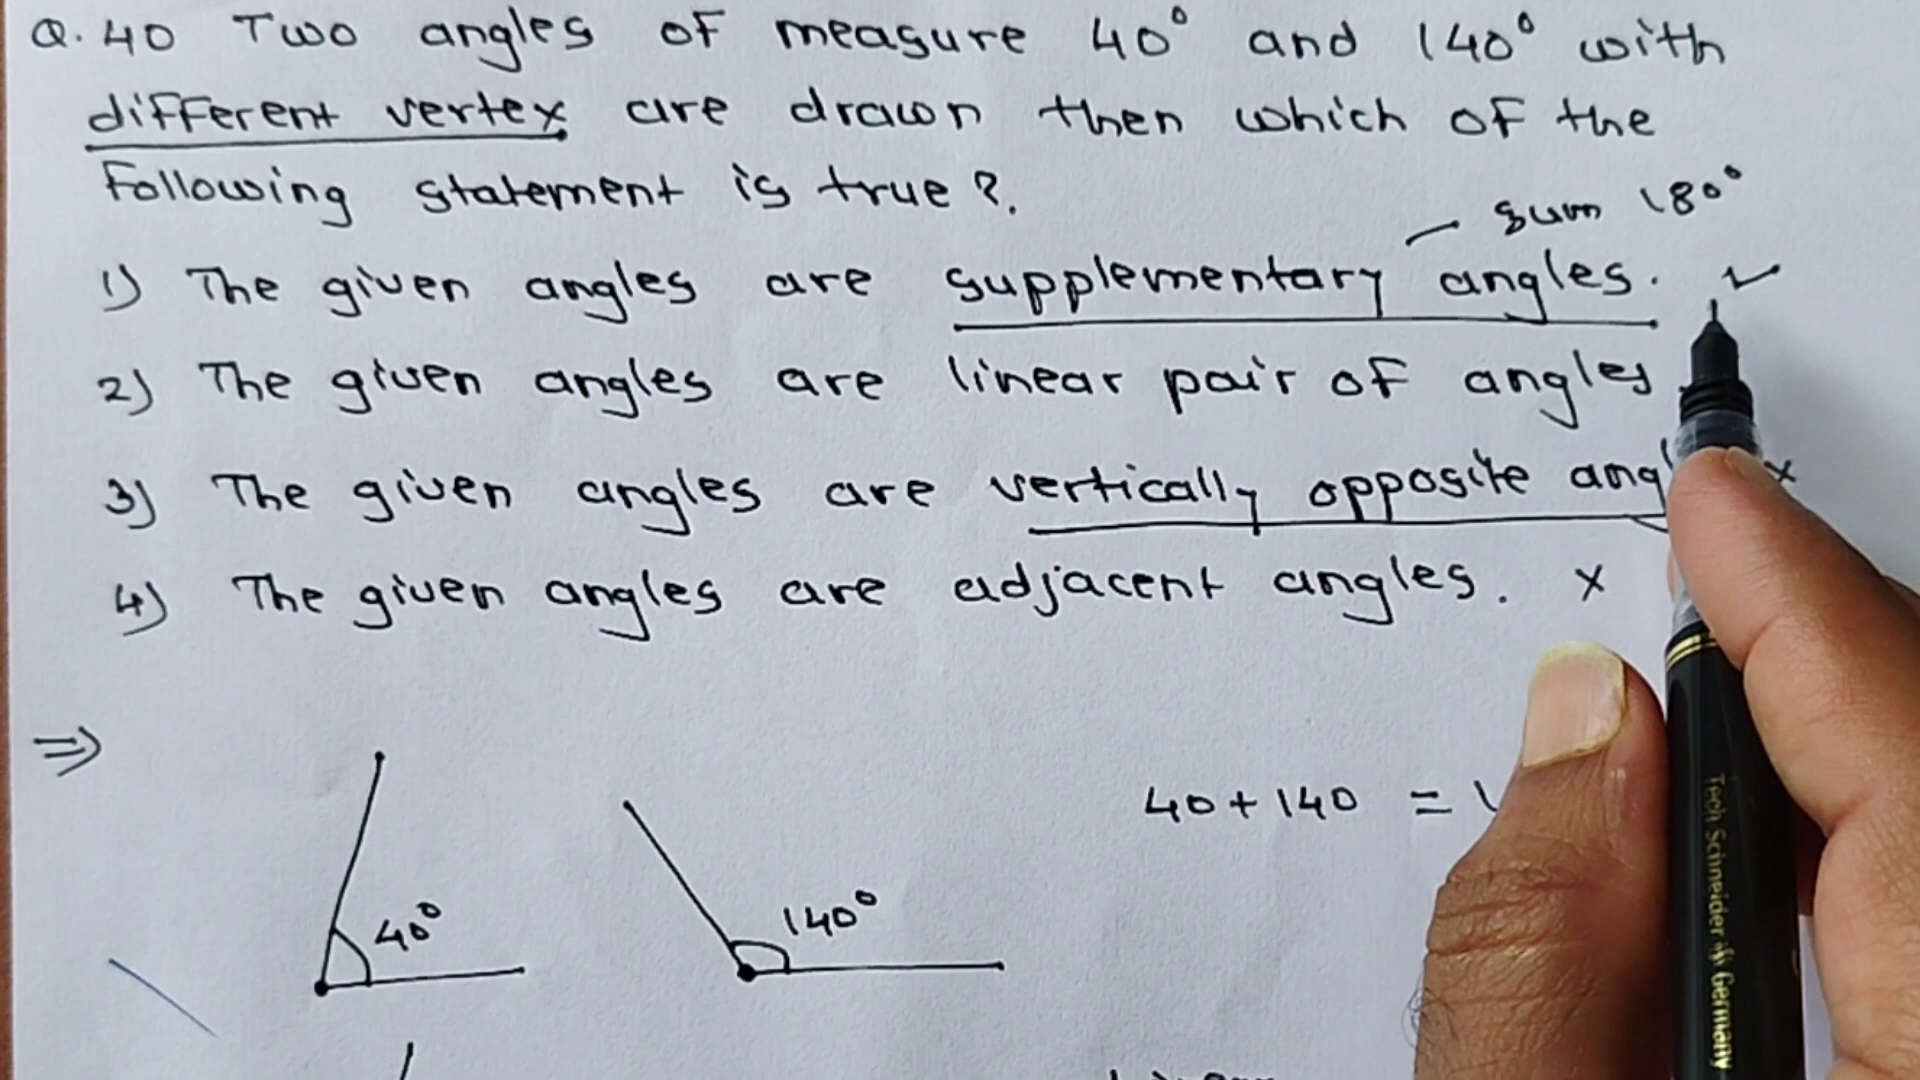 Q. 40 Two angles of measure 40° and 140° with
different vertex are drawn then which of the
following statement is true ?.
sum 180°
1) The given angles are supplementary angles. ✓
2) The given angles are linear pair of angles
3) The given angles are vertically opposite ang x
4) The given angles are adjacent angles. x
⇒
40 + 140 =
40°
140°
Tech Schneider Germany